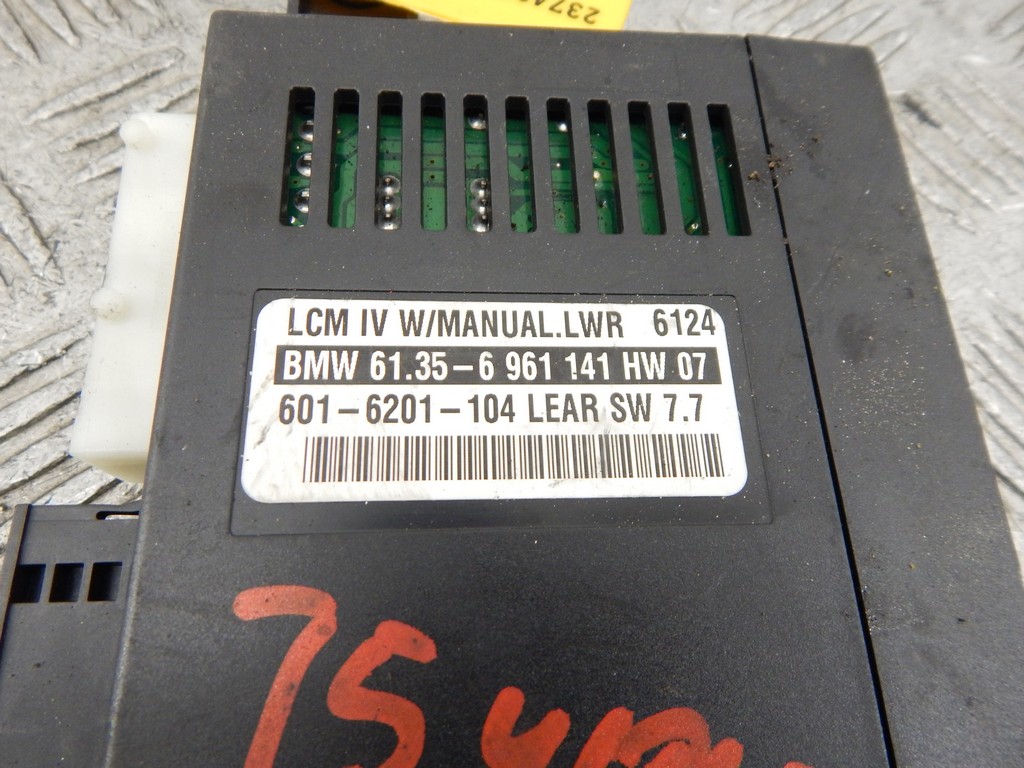 LCM IV W/MANUAL.LWR 6124
BMW 61.35-6 961 141 HW 07
601-6201-104 LEAR SW 7.7
75